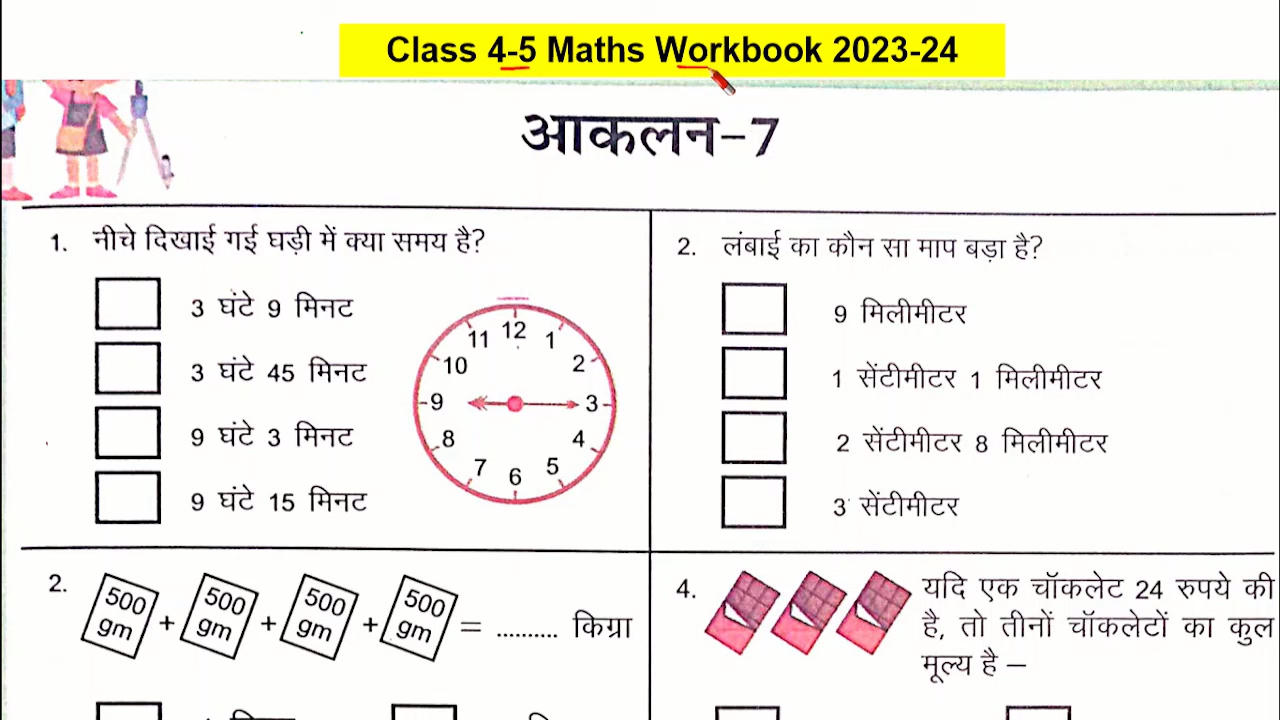 Class 4-5 Maths Workbook 2023-24
आकलन-7
1. नीचे दिखाई गई घड़ी में क्या समय है?
3 घंटे 9 मिनट
3 घंटे 45 मिनट
9 घंटे 3 मिनट
9 घंटे 15 मिनट
12
1
2
3
4
5
6
7
8
9
10
11
2. लंबाई का कौन सा माप बड़ा है?
9 मिलीमीटर
1 सेंटीमीटर 1 मिलीमीटर
2 सेंटीमीटर 8 मिलीमीटर
3 सेंटीमीटर
2.
500 gm + 500 gm + 500 gm + 500 gm = .......... किग्रा
4. यदि एक चॉकलेट 24 रुपये की
है, तो तीनों चॉकलेटों का कुल
मूल्य है –